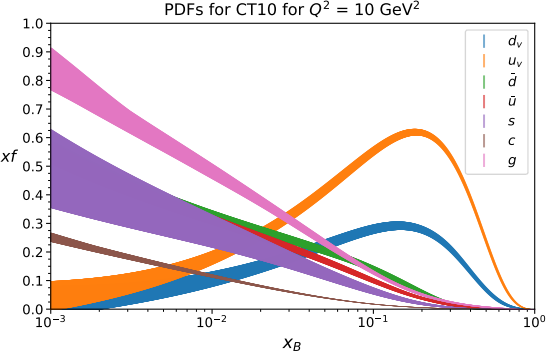 PDFs for CT10 for Q² = 10 GeV²
1.0
0.9
0.8
0.7
0.6
0.5
0.4
0.3
0.2
0.1
0.0
xf
10⁻³ 10⁻² 10⁻¹ 10⁰
x_B
d_v
u_v
d̄
ū
s
c
g